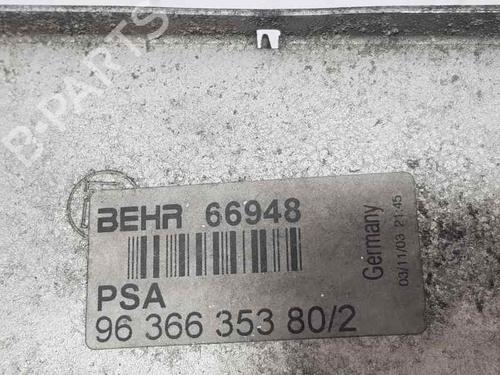 B-PARTS
BEHR 66948
PSA
96 366 353 80/2
Germany
03/11/03 21:45